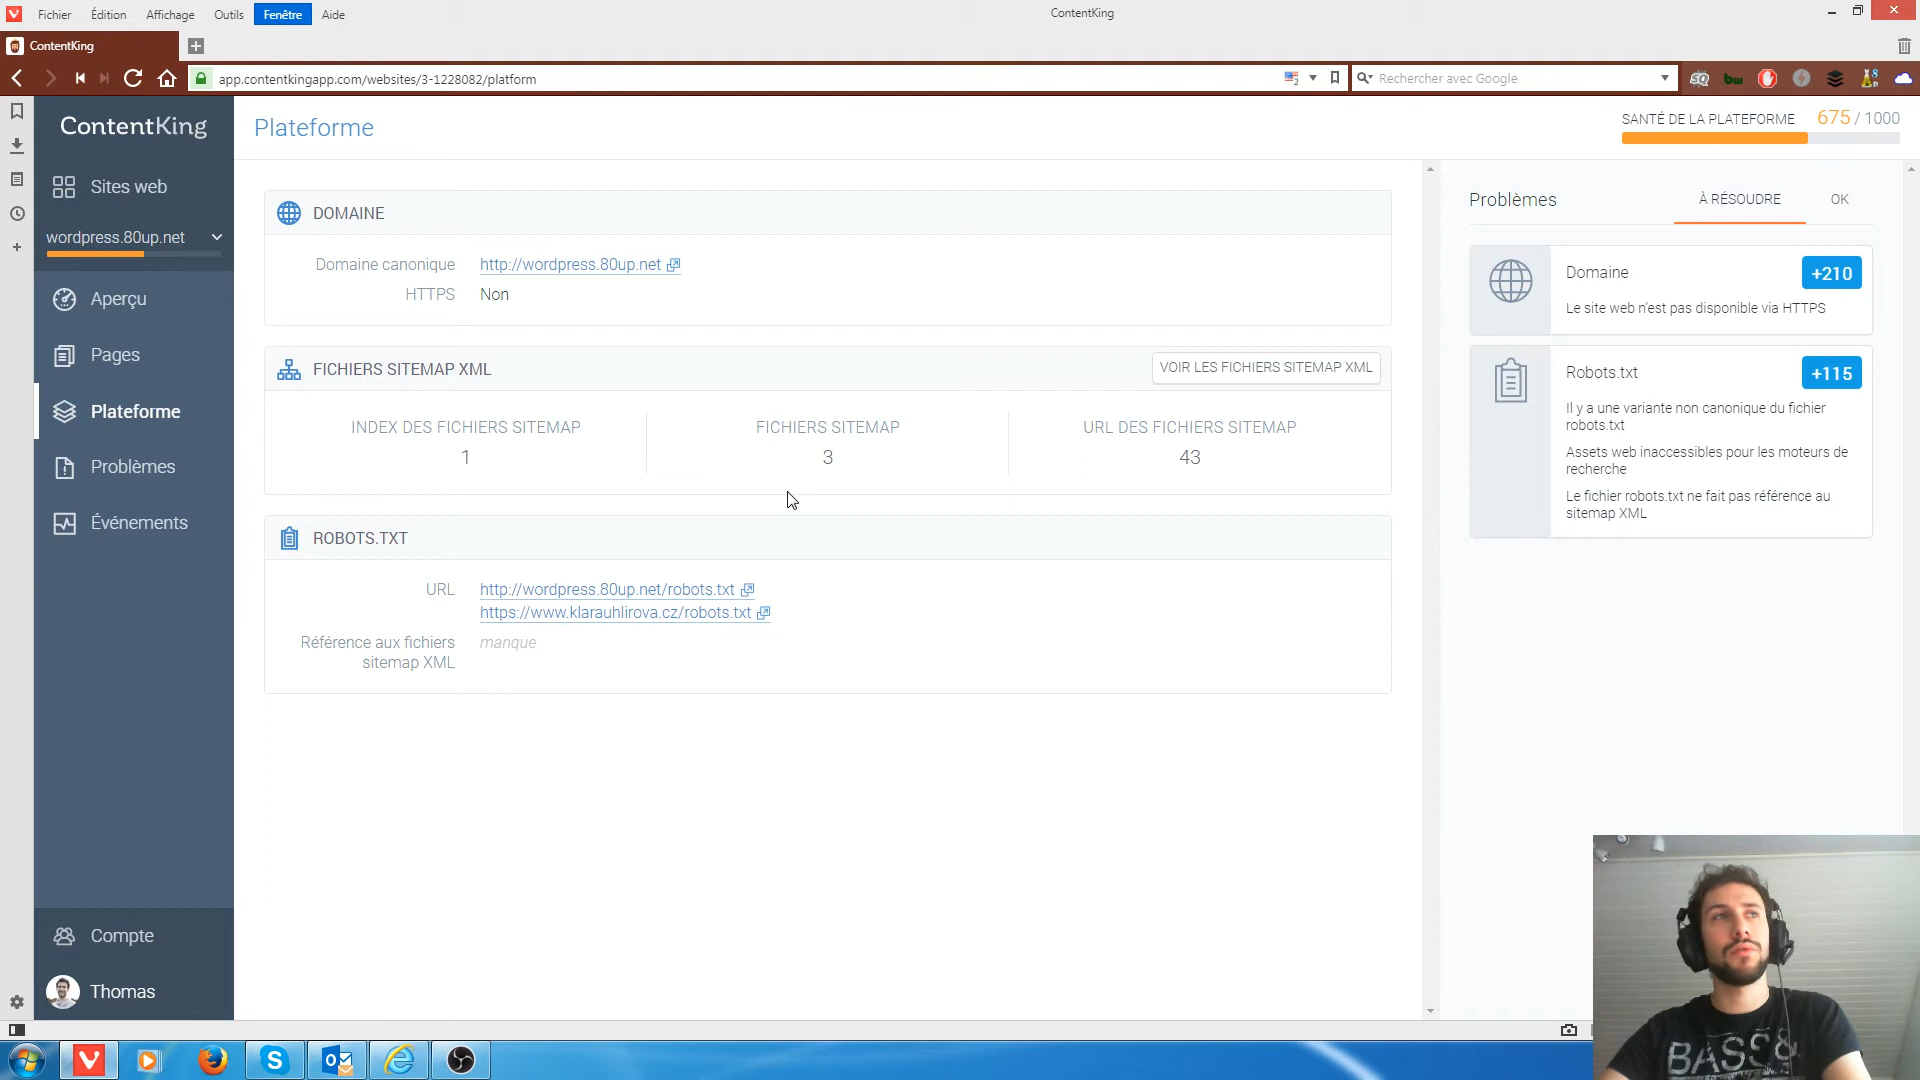 Fichier Édition Affichage Outils Fenêtre Aide
ContentKing
ContentKing
app.contentkingapp.com/websites/3-1228082/platform
Rechercher avec Google
ContentKing
Plateforme
SANTÉ DE LA PLATEFORME 675 / 1000
Sites web
wordpress.80up.net
Aperçu
Pages
Plateforme
Problèmes
Événements
Compte
Thomas
DOMAINE
Domaine canonique http://wordpress.80up.net
HTTPS Non
FICHIERS SITEMAP XML
VOIR LES FICHIERS SITEMAP XML
INDEX DES FICHIERS SITEMAP FICHIERS SITEMAP URL DES FICHIERS SITEMAP
1 3 43
ROBOTS.TXT
URL http://wordpress.80up.net/robots.txt
https://www.klarauhlirova.cz/robots.txt
Référence aux fichiers manque
sitemap XML
Problèmes À RÉSOUDRE OK
Domaine +210
Le site web n'est pas disponible via HTTPS
Robots.txt +115
Il y a une variante non canonique du fichier
robots.txt
Assets web inaccessibles pour les moteurs de
recherche
Le fichier robots.txt ne fait pas référence au
sitemap XML
BASS&